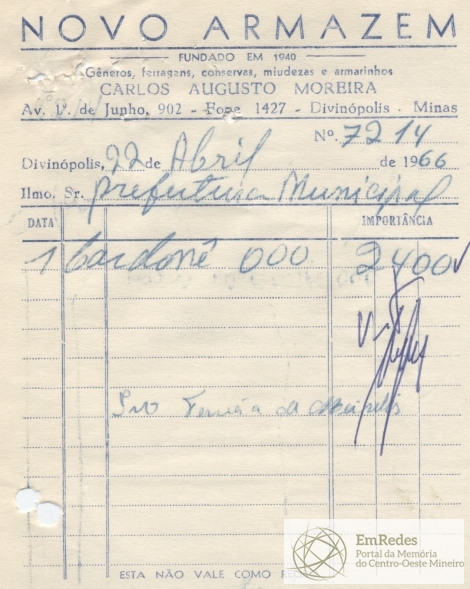 NOVO ARMAZEM
FUNDADO EM 1940
Gêneros, ferragens, conservas, miudezas e armarinhos
CARLOS AUGUSTO MOREIRA
Av. 1º. de Junho, 902 - Fone 1427 - Divinópolis - Minas
Nº. 7214
Divinópolis, 22 de Abril de 1966
Ilmo. Sr. Prefeitura Municipal
DATA IMPORTÂNCIA
1 Cardonê 000 2400
EmRedes
Portal da Memória
do Centro-Oeste Mineiro
ESTA NÃO VALE COMO